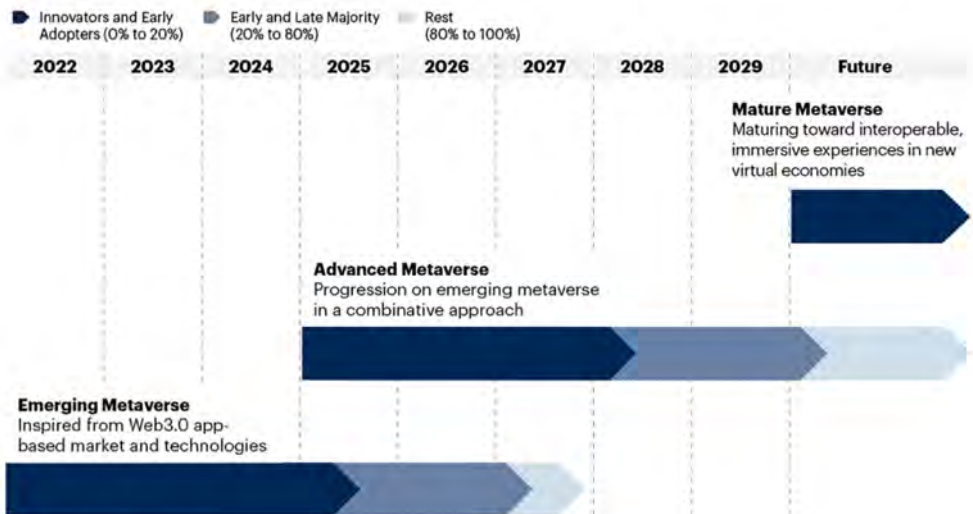 Innovators and Early
Adopters (0% to 20%)
Early and Late Majority
(20% to 80%)
Rest
(80% to 100%)
2022 2023 2024 2025 2026 2027 2028 2029 Future
Mature Metaverse
Maturing toward interoperable,
immersive experiences in new
virtual economies
Advanced Metaverse
Progression on emerging metaverse
in a combinative approach
Emerging Metaverse
Inspired from Web3.0 app-
based market and technologies